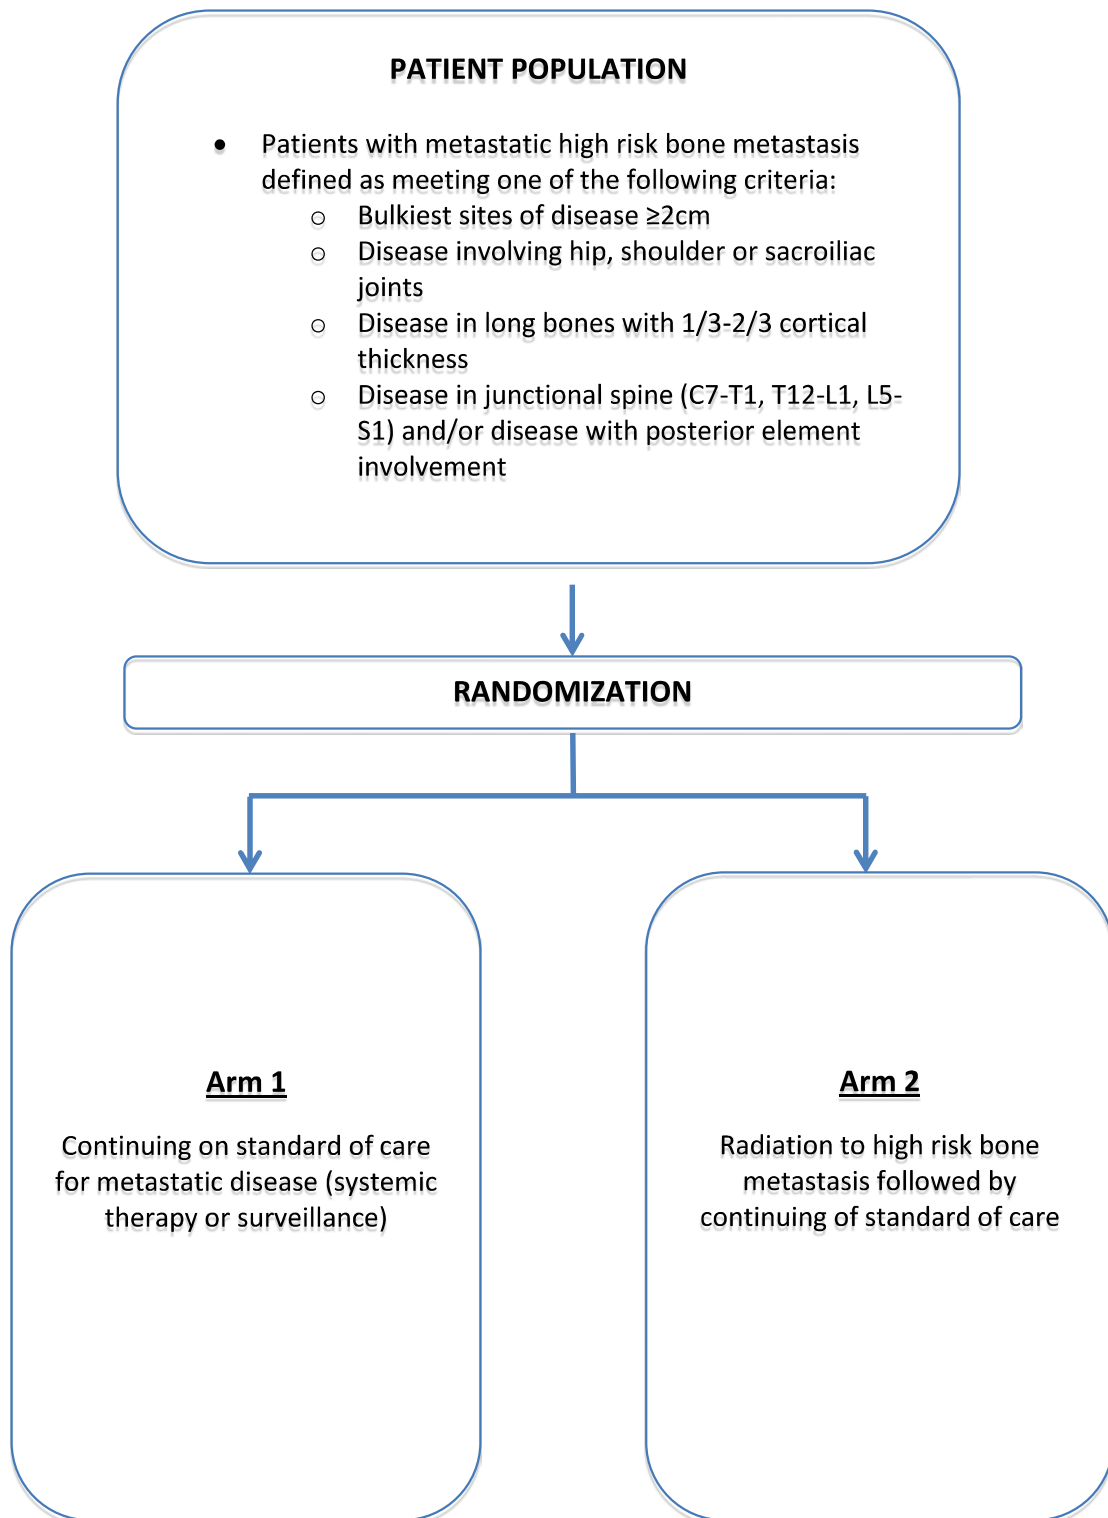 PATIENT POPULATION
• Patients with metastatic high risk bone metastasis
defined as meeting one of the following criteria:
o Bulkiest sites of disease ≥2cm
o Disease involving hip, shoulder or sacroiliac
joints
o Disease in long bones with 1/3-2/3 cortical
thickness
o Disease in junctional spine (C7-T1, T12-L1, L5-
S1) and/or disease with posterior element
involvement
RANDOMIZATION
Arm 1
Continuing on standard of care
for metastatic disease (systemic
therapy or surveillance)
Arm 2
Radiation to high risk bone
metastasis followed by
continuing of standard of care